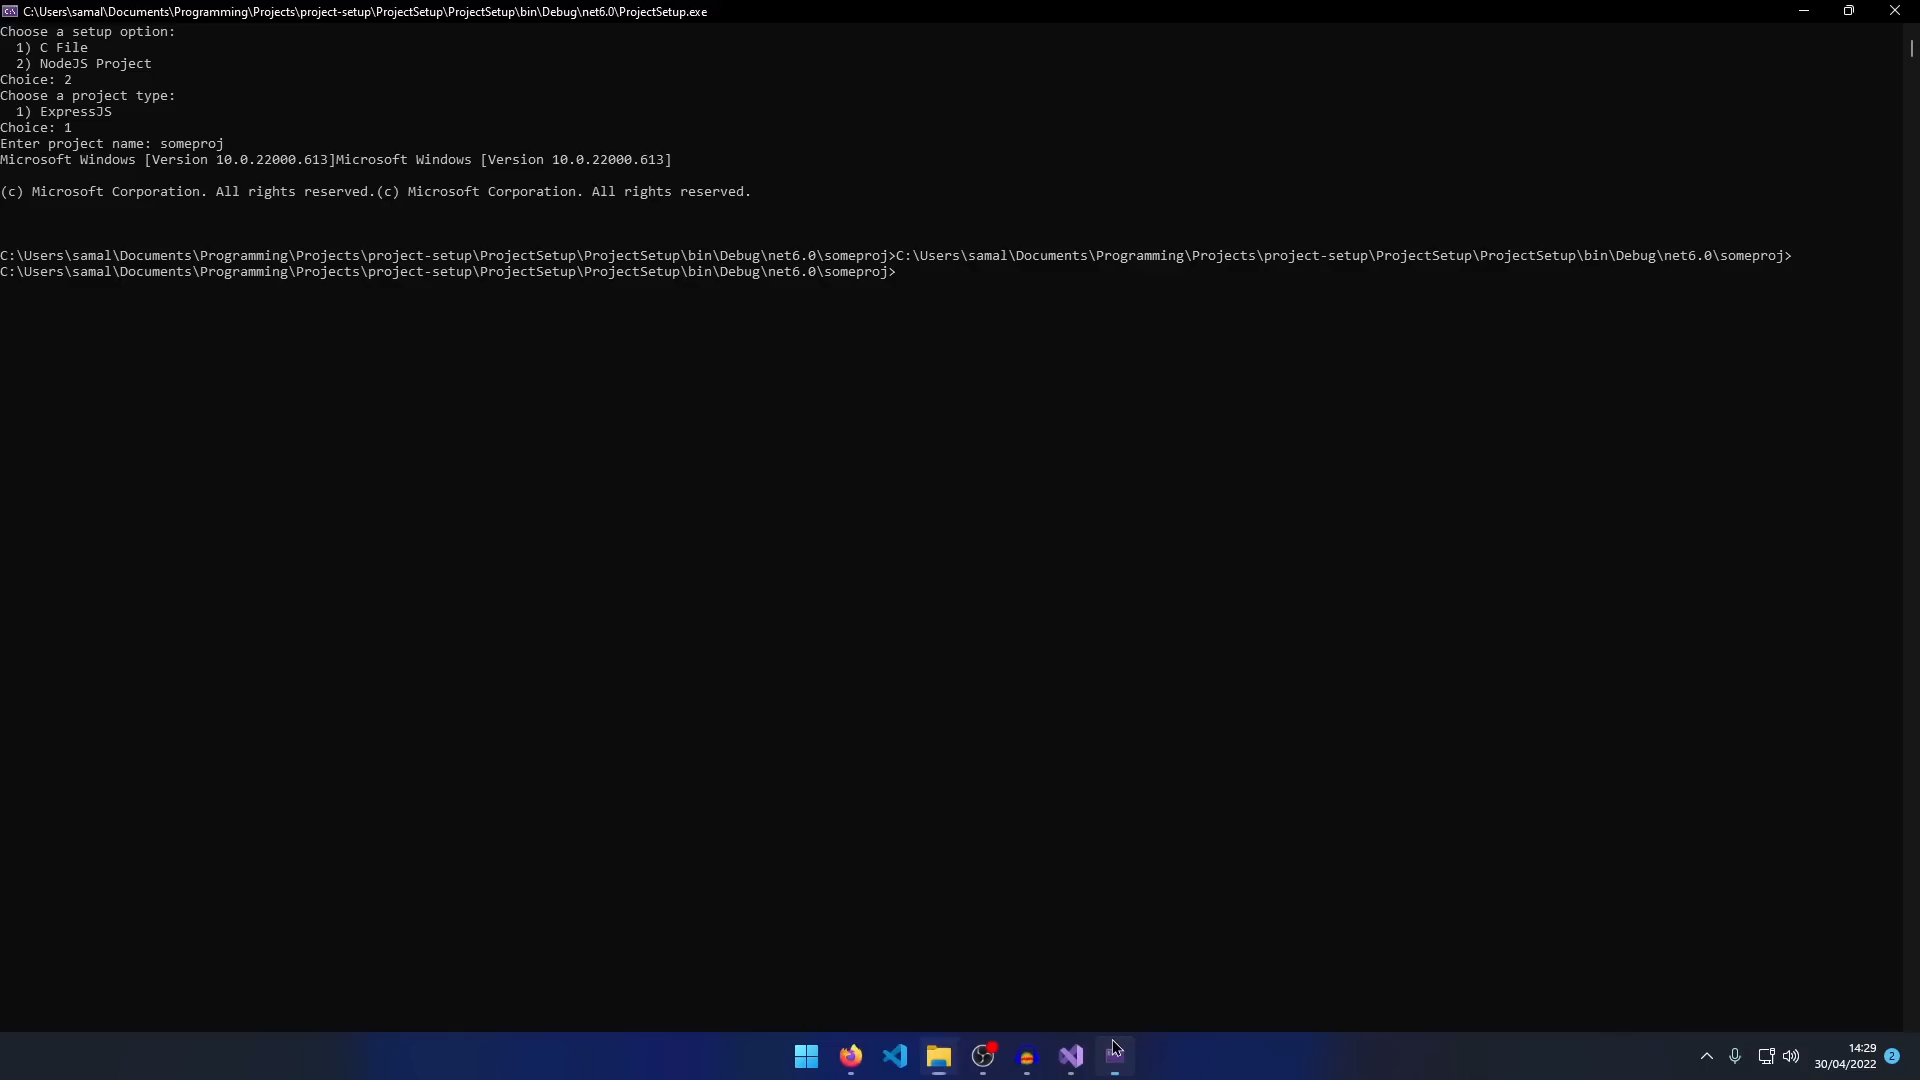 C:\Users\samal\Documents\Programming\Projects\project-setup\ProjectSetup\ProjectSetup\bin\Debug\net6.0\ProjectSetup.exe
Choose a setup option:
  1) C File
  2) NodeJS Project
Choice: 2
Choose a project type:
  1) ExpressJS
Choice: 1
Enter project name: someproj
Microsoft Windows [Version 10.0.22000.613]Microsoft Windows [Version 10.0.22000.613]
(c) Microsoft Corporation. All rights reserved.(c) Microsoft Corporation. All rights reserved.
C:\Users\samal\Documents\Programming\Projects\project-setup\ProjectSetup\ProjectSetup\bin\Debug\net6.0\someproj>C:\Users\samal\Documents\Programming\Projects\project-setup\ProjectSetup\ProjectSetup\bin\Debug\net6.0\someproj>
C:\Users\samal\Documents\Programming\Projects\project-setup\ProjectSetup\ProjectSetup\bin\Debug\net6.0\someproj>
14:29
30/04/2022
2